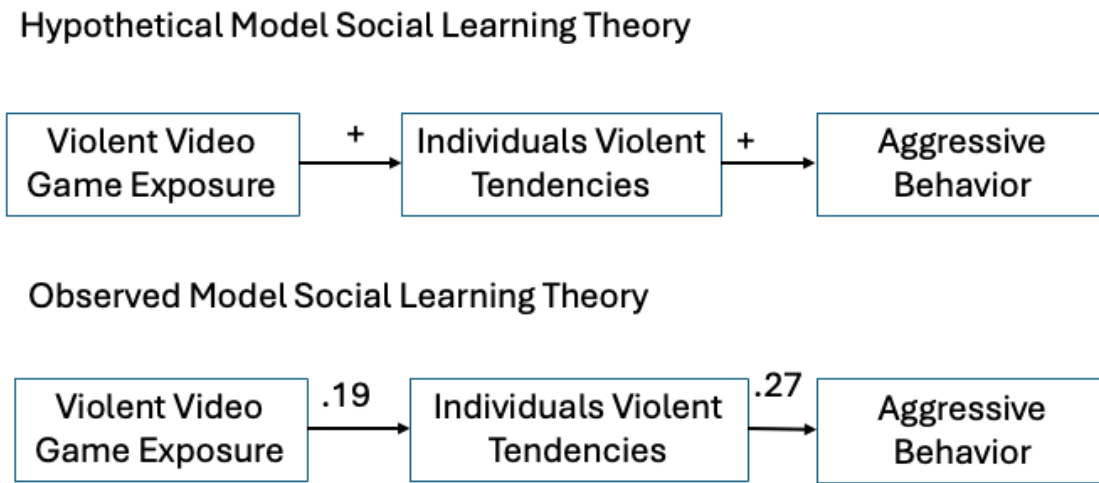 Hypothetical Model Social Learning Theory
+
+
Violent Video
Game Exposure
Individuals Violent
Tendencies
Aggressive
Behavior
Observed Model Social Learning Theory
.19
.27
Violent Video
Game Exposure
Individuals Violent
Tendencies
Aggressive
Behavior